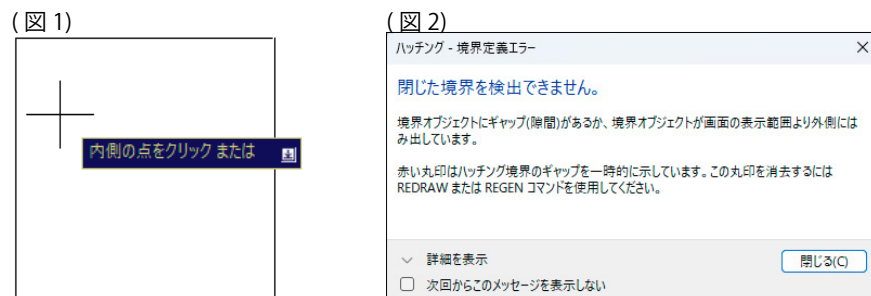 (図1)
(図2)
ハッチング - 境界定義エラー
閉じた境界を検出できません。
境界オブジェクトにギャップ(隙間)があるか、境界オブジェクトが画面の表示範囲より外側には
み出しています。
内側の点をクリック または
赤い丸印はハッチング境界のギャップを一時的に示しています。この丸印を消去するには
REDRAW または REGEN コマンドを使用してください。
詳細を表示
閉じる(C)
次回からこのメッセージを表示しない